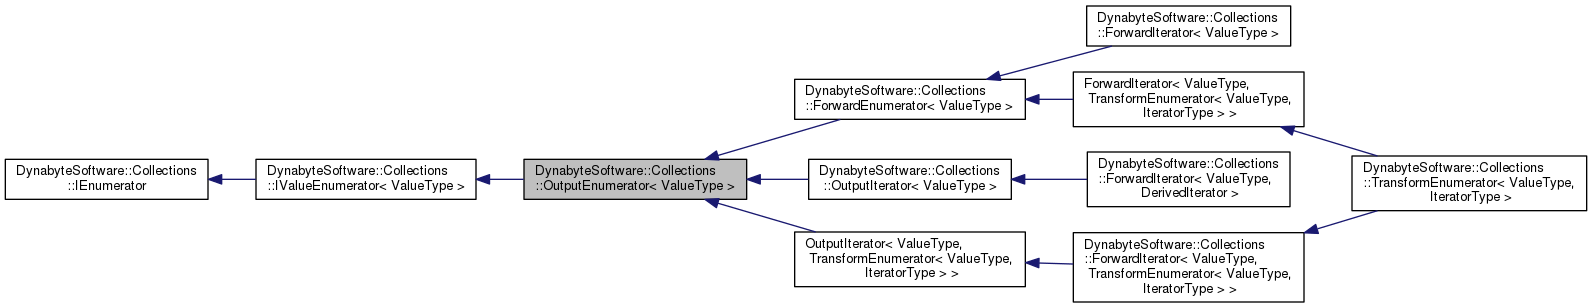 DynabyteSoftware::Collections
::IEnumerator
DynabyteSoftware::Collections
::IValueEnumerator< ValueType >
DynabyteSoftware::Collections
::OutputEnumerator< ValueType >
DynabyteSoftware::Collections
::ForwardEnumerator< ValueType >
DynabyteSoftware::Collections
::ForwardIterator< ValueType >
ForwardIterator< ValueType,
TransformEnumerator< ValueType,
IteratorType > >
DynabyteSoftware::Collections
::OutputIterator< ValueType >
DynabyteSoftware::Collections
::ForwardIterator< ValueType,
DerivedIterator >
OutputIterator< ValueType,
TransformEnumerator< ValueType,
IteratorType > >
DynabyteSoftware::Collections
::ForwardIterator< ValueType,
TransformEnumerator< ValueType,
IteratorType > >
DynabyteSoftware::Collections
::TransformEnumerator< ValueType,
IteratorType >